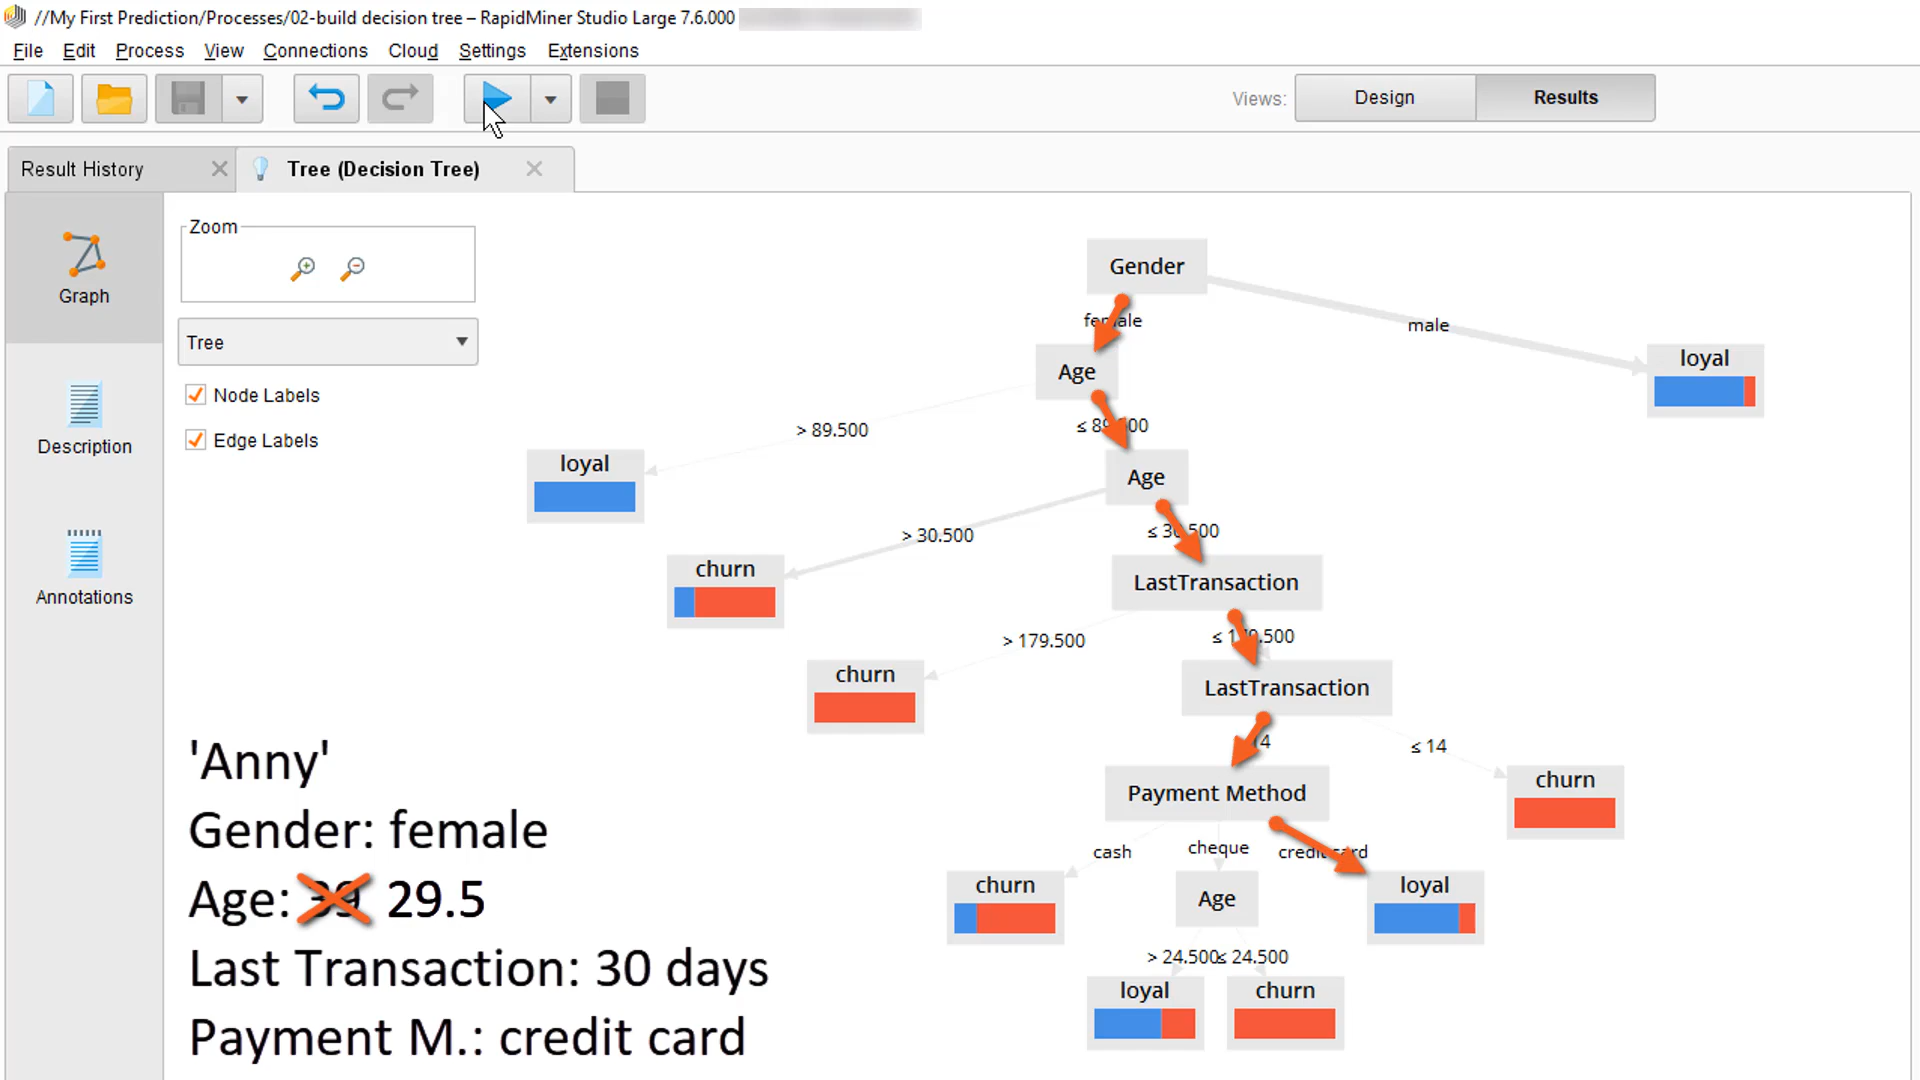 //My First Prediction/Processes/02-build decision tree – RapidMiner Studio Large 7.6.000
File Edit Process View Connections Cloud Settings Extensions
Views: Design Results
Result History Tree (Decision Tree)
Zoom
Graph
Tree
Node Labels
Edge Labels
Description
Annotations
Gender
female
male
loyal
Age
> 89.500
loyal
Age
> 30.500
churn
LastTransaction
> 179.500
churn
LastTransaction
≤ 14
churn
Payment Method
cash
cheque
churn
Age
loyal
> 24.500
≤ 24.500
loyal
churn
'Anny'
Gender: female
Age: 39 29.5
Last Transaction: 30 days
Payment M.: credit card